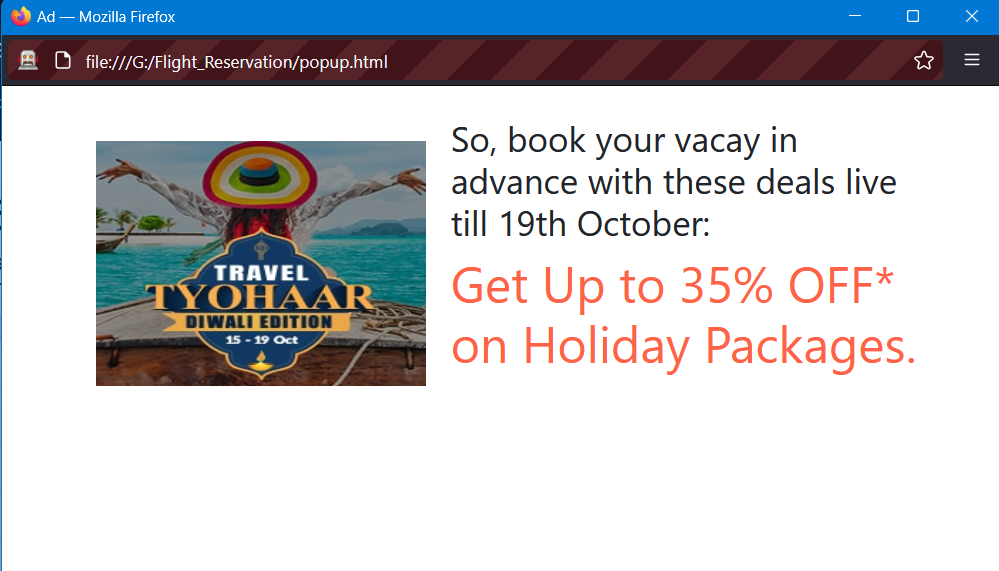 Ad — Mozilla Firefox
file:///G:/Flight_Reservation/popup.html
TRAVEL
TYOHAAR
DIWALI EDITION
15 - 19 Oct
So, book your vacay in
advance with these deals live
till 19th October:
Get Up to 35% OFF*
on Holiday Packages.